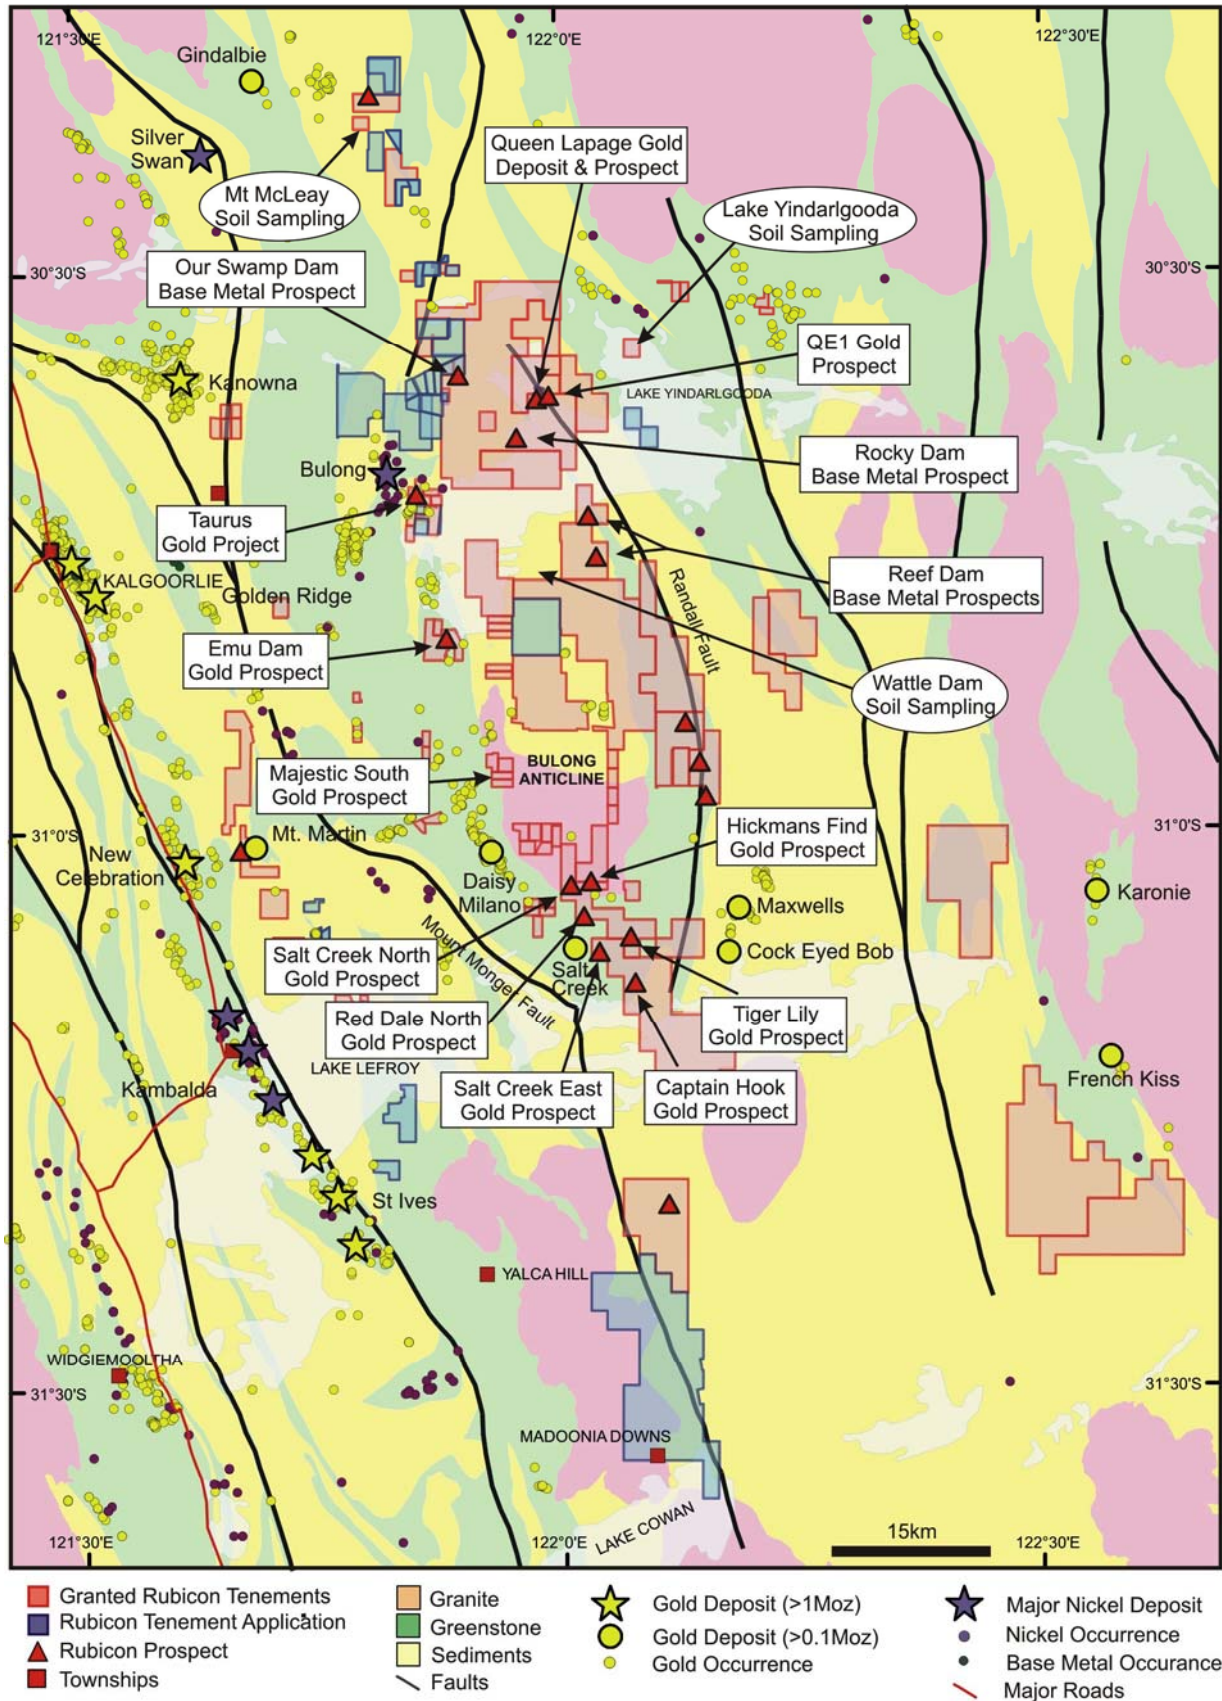 121°30'E
122°0'E
122°30'E
Gindalbie
Silver
Swan
Queen Lapage Gold
Deposit & Prospect
Mt McLeay
Soil Sampling
Lake Yindarlgooda
Soil Sampling
30°30'S
30°30'S
Our Swamp Dam
Base Metal Prospect
QE1 Gold
Prospect
Kanowna
LAKE YINDARLGOODA
Rocky Dam
Base Metal Prospect
Bulong
Taurus
Gold Project
KALGOORLIE
Golden Ridge
Reef Dam
Base Metal Prospects
Randall Fault
Emu Dam
Gold Prospect
Wattle Dam
Soil Sampling
BULONG
ANTICLINE
Majestic South
Gold Prospect
Hickmans Find
Gold Prospect
31°0'S
31°0'S
Mt. Martin
New
Celebration
Daisy
Milano
Karonie
Maxwells
Mount Monger Fault
Cock Eyed Bob
Salt Creek North
Gold Prospect
Salt
Creek
Red Dale North
Gold Prospect
Tiger Lily
Gold Prospect
LAKE LEFROY
Kambalda
Salt Creek East
Gold Prospect
Captain Hook
Gold Prospect
French Kiss
St Ives
YALCA HILL
WIDGIEMOOLTHA
31°30'S
31°30'S
MADOONIA DOWNS
LAKE COWAN
15km
121°30'E
122°0'E
122°30'E
Granted Rubicon Tenements
Rubicon Tenement Application
Rubicon Prospect
Townships
Granite
Greenstone
Sediments
Faults
Gold Deposit (>1Moz)
Gold Deposit (>0.1Moz)
Gold Occurrence
Major Nickel Deposit
Nickel Occurrence
Base Metal Occurance
Major Roads